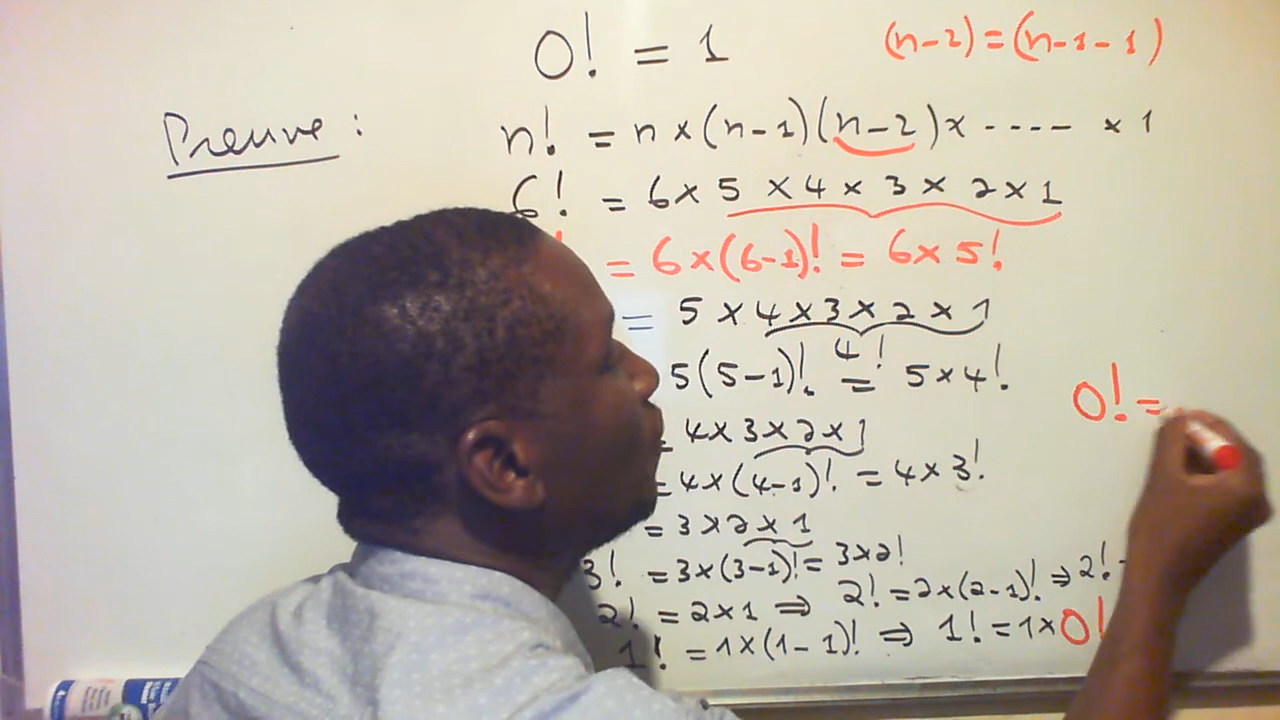 0! = 1
(n-2) = (n-1-1)
Preuve :
n! = n × (n-1)(n-2) × ---- × 1
6! = 6 × 5 × 4 × 3 × 2 × 1
! = 6 × (6-1)! = 6 × 5!
= 5 × 4 × 3 × 2 × 1
4!
5(5-1)! = 5 × 4!
0! =
= 4 × 3 × 2 × 1
= 4 × (4-1)! = 4 × 3!
= 3 × 2 × 1
3! = 3 × (3-1)! = 3 × 2!
2! = 2 × 1 ⇒ 2! = 2 × (2-1)! ⇒ 2! -
1! = 1 × (1-1)! ⇒ 1! = 1 × 0!